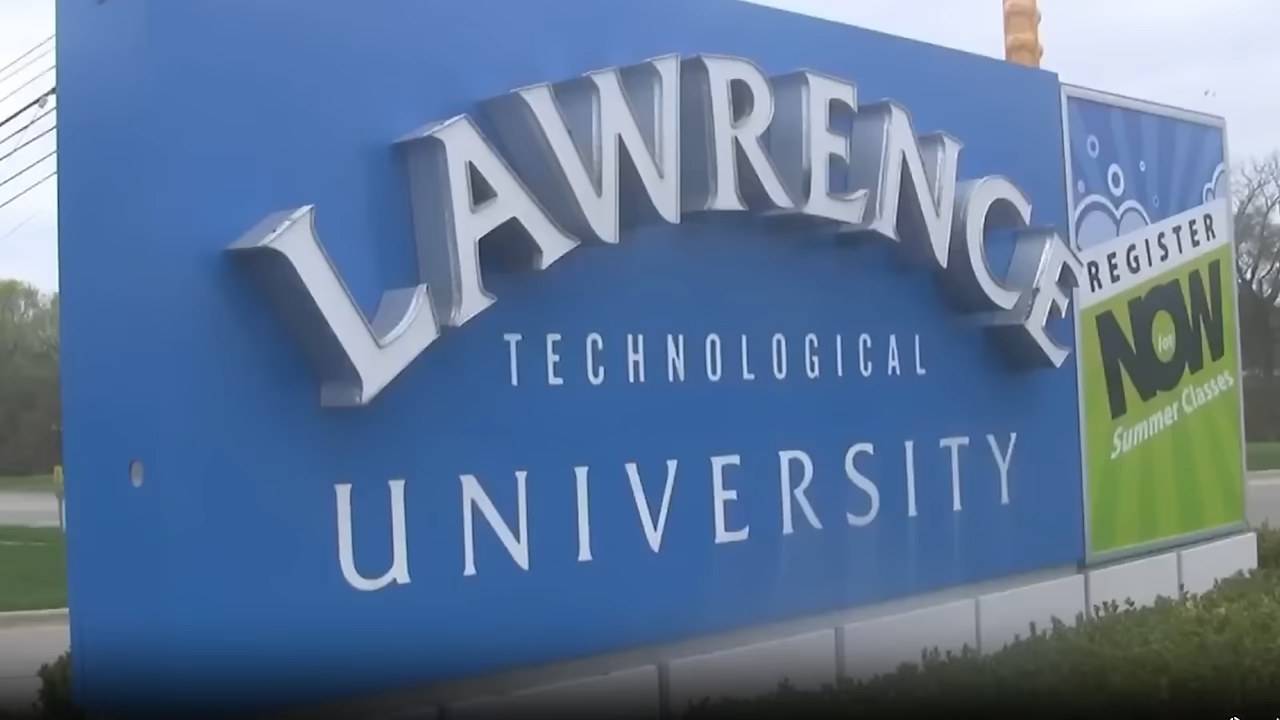 LAWRENCE
TECHNOLOGICAL
UNIVERSITY
REGISTER
NOW
for
Summer Classes